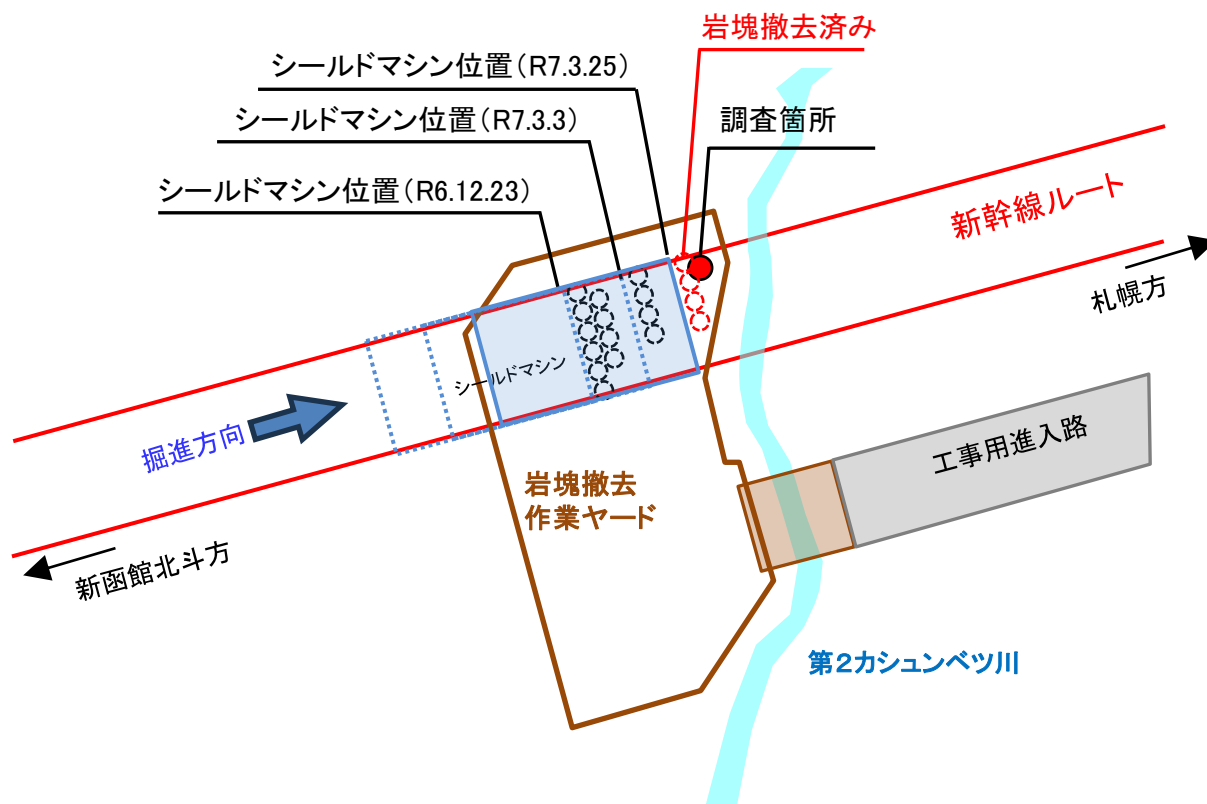 岩塊撤去済み
シールドマシン位置（R7.3.25）
シールドマシン位置（R7.3.3）
調査箇所
シールドマシン位置（R6.12.23）
新幹線ルート
札幌方
シールドマシン
掘進方向
工事用進入路
岩塊撤去
作業ヤード
新函館北斗方
第2カシュンベツ川